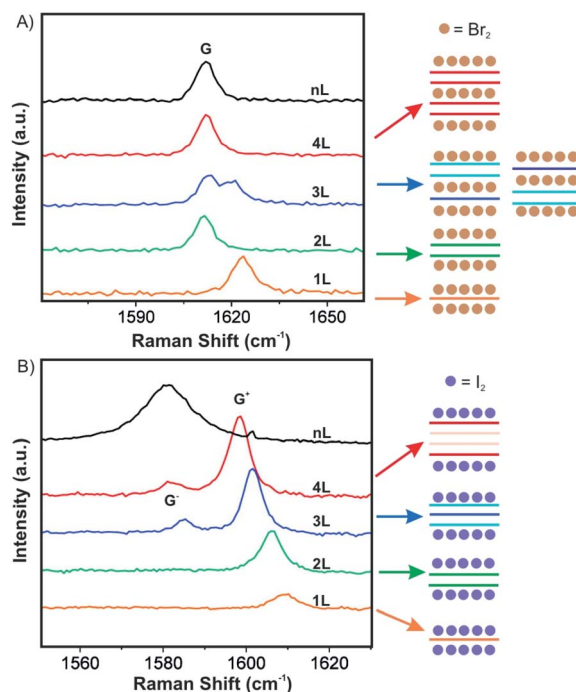 A)
G
nL
4L
3L
2L
1L
Intensity (a.u.)
1590 1620 1650
Raman Shift (cm⁻¹)
= Br₂
B)
G⁺
nL
4L
G⁻
3L
2L
1L
Intensity (a.u.)
1560 1580 1600 1620
Raman Shift (cm⁻¹)
= I₂